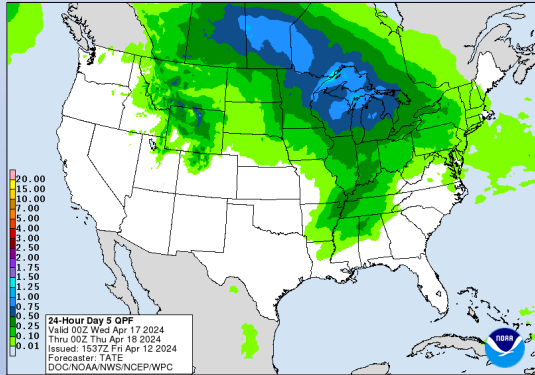 20.00
15.00
10.00
7.00
5.00
4.00
3.00
2.50
2.00
1.75
1.50
1.25
1.00
0.75
0.50
0.25
0.10
0.01
24-Hour Day 5 QPF
Valid 00Z Wed Apr 17 2024
Thru 00Z Thu Apr 18 2024
Issued: 1537Z Fri Apr 12 2024
Forecaster: TATE
DOC/NOAA/NWS/NCEP/WPC
NOAA